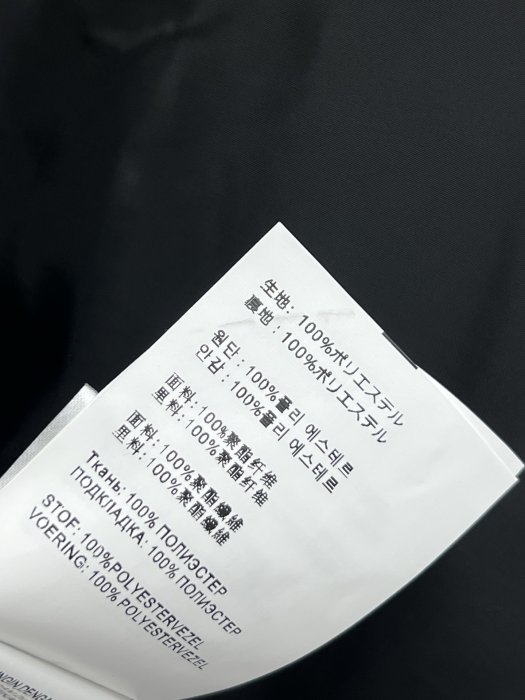 生地: 100%ポリエステル
裏地: 100%ポリエステル
원단: 100%폴리 에스테르
안감: 100%폴리 에스테르
面料: 100%聚酯纤维
里料: 100%聚酯纤维
面料: 100%聚酯纖維
里料: 100%聚酯纖維
Ткань: 100% ПОЛИЭСТЕР
ПОДКЛАДКА: 100% ПОЛИЭСТЕР
STOF: 100%POLYESTERVEZEL
VOERING: 100%POLYESTERVEZEL